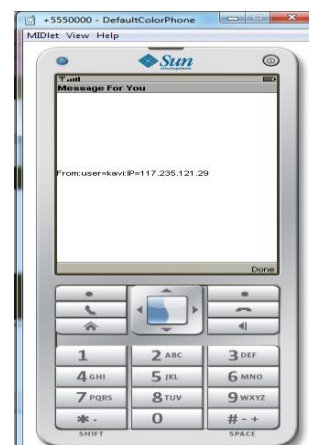 +5550000 - DefaultColorPhone
MIDlet View Help
Sun
Message For You
From:user=kavi:IP=117.235.121.29
Done
1 2 ABC 3 DEF
4 GHI 5 JKL 6 MNO
7 PQRS 8 TUV 9 WXYZ
* . 0 # - +
SHIFT SPACE